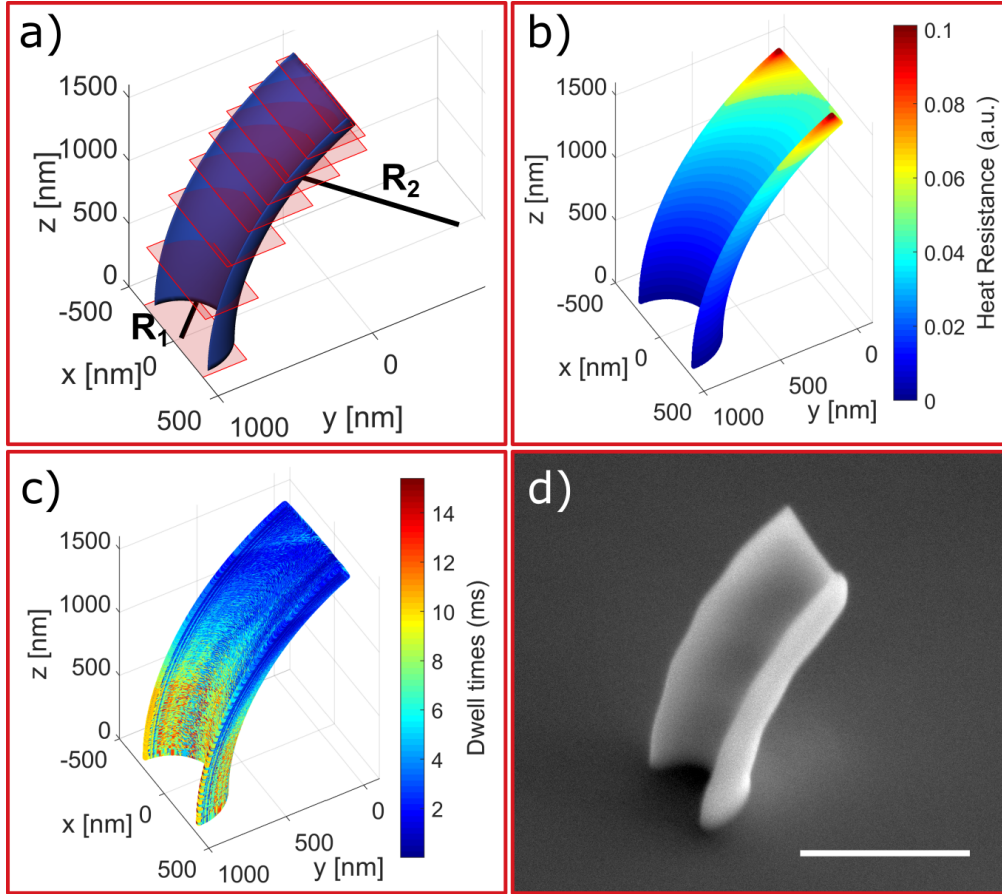 a)
1500
1000
500
0
z [nm]
-500
0
500
x [nm]
1000
0
y [nm]
R1
R2
b)
1500
1000
500
0
z [nm]
-500
0
500
x [nm]
1000
500
0
y [nm]
0.1
0.08
0.06
0.04
0.02
0
Heat Resistance (a.u.)
c)
1500
1000
500
0
z [nm]
-500
0
500
x [nm]
1000
500
0
y [nm]
14
12
10
8
6
4
2
Dwell times (ms)
d)